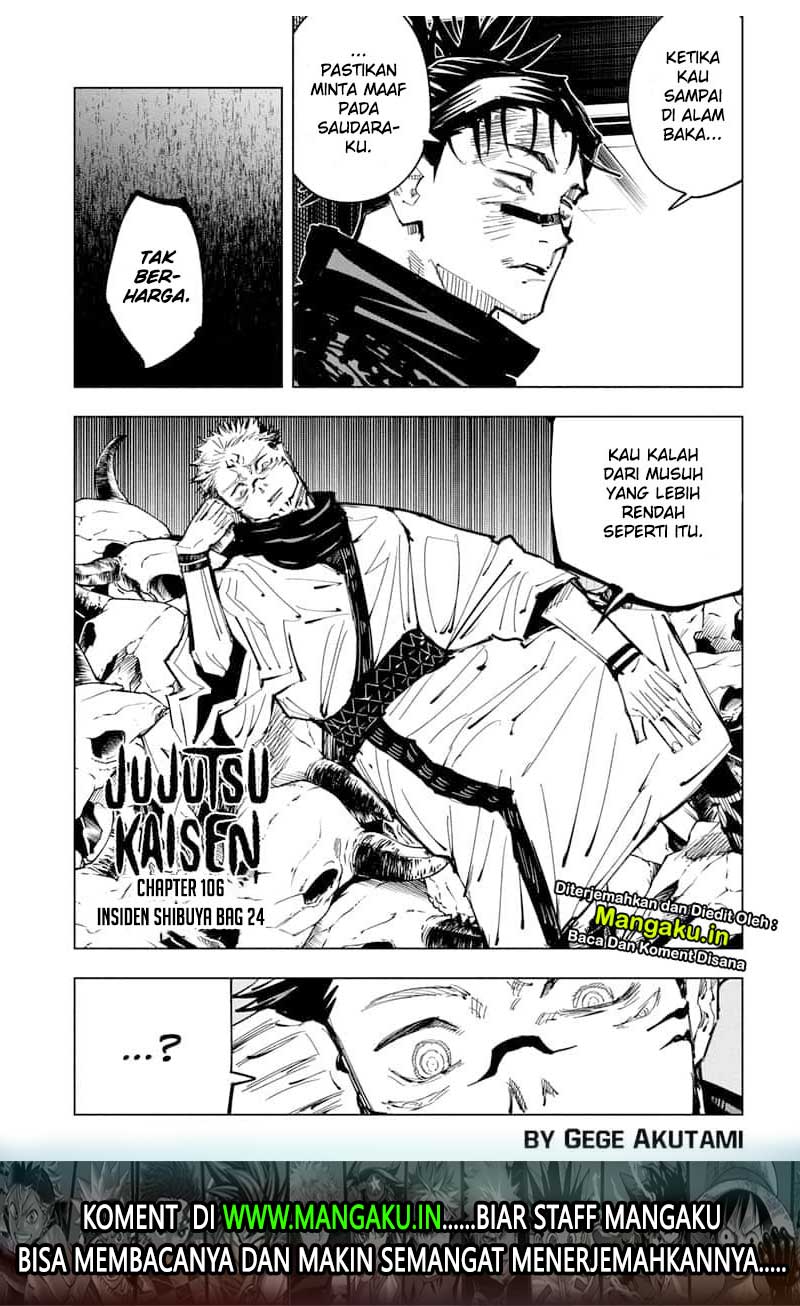 KETIKA
KAU
SAMPAI
DI ALAM
BAKA...
...
PASTIKAN
MINTA MAAF
PADA
SAUDARA-
KU.
TAK
BER-
HARGA.
KAU KALAH
DARI MUSUH
YANG LEBIH
RENDAH
SEPERTI ITU.
JUJUTSU
KAISEN
CHAPTER 106
INSIDEN SHIBUYA BAG 24
Diterjemahkan dan Diedit Oleh :
Mangaku.in
Baca Dan Koment Disana
...?
BY GEGE AKUTAMI
KOMENT DI WWW.MANGAKU.IN......BIAR STAFF MANGAKU
BISA MEMBACANYA DAN MAKIN SEMANGAT MENERJEMAHKANNYA.....